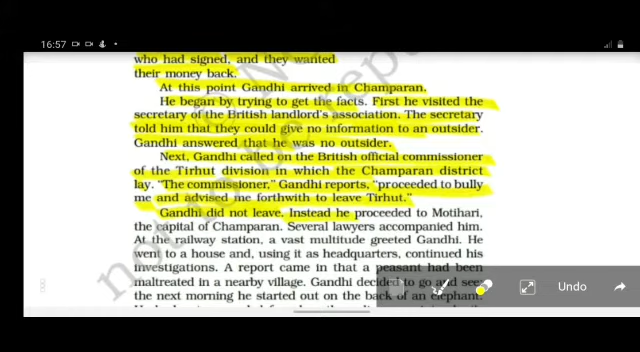 16:57
who had signed, and they wanted
their money back.
At this point Gandhi arrived in Champaran.
He began by trying to get the facts. First he visited the
secretary of the British landlord's association. The secretary
told him that they could give no information to an outsider.
Gandhi answered that he was no outsider.
Next, Gandhi called on the British official commissioner
of the Tirhut division in which the Champaran district
lay. "The commissioner," Gandhi reports, "proceeded to bully
me and advised me forthwith to leave Tirhut."
Gandhi did not leave. Instead he proceeded to Motihari,
the capital of Champaran. Several lawyers accompanied him.
At the railway station, a vast multitude greeted Gandhi. He
went to a house and, using it as headquarters, continued his
investigations. A report came in that a peasant had been
maltreated in a nearby village. Gandhi decided to go and see
the next morning he started out on the back of an elephant.
Undo
not to be